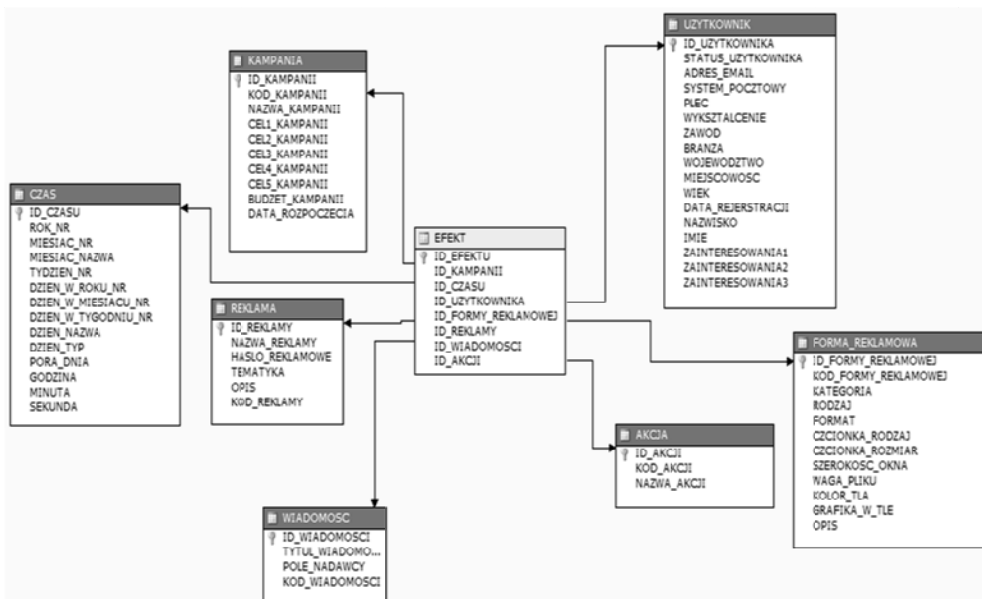 KAMPANIA
ID_KAMPANII
KOD_KAMPANII
NAZWA_KAMPANII
CEL1_KAMPANII
CEL2_KAMPANII
CEL3_KAMPANII
CEL4_KAMPANII
CEL5_KAMPANII
BUDZET_KAMPANII
DATA_ROZPOCZECIA
UZYTKOWNIK
ID_UZYTKOWNIKA
STATUS_UZYTKOWNIKA
ADRES_EMAIL
SYSTEM_POCZTOWY
PLEC
WYKSZTALCENIE
ZAWOD
BRANZA
WOJEWODZTWO
MIEJSCOWOSC
WIEK
DATA_REJERSTRACJI
NAZWISKO
IMIE
ZAINTERESOWANIA1
ZAINTERESOWANIA2
ZAINTERESOWANIA3
CZAS
ID_CZASU
ROK_NR
MIESIAC_NR
MIESIAC_NAZWA
TYDZIEN_NR
DZIEN_W_ROKU_NR
DZIEN_W_MIESIACU_NR
DZIEN_W_TYGODNIU_NR
DZIEN_NAZWA
DZIEN_TYP
PORA_DNIA
GODZINA
MINUTA
SEKUNDA
EFEKT
ID_EFEKTU
ID_KAMPANII
ID_CZASU
ID_UZYTKOWNIKA
ID_FORMY_REKLAMOWEJ
ID_REKLAMY
ID_WIADOMOSCI
ID_AKCJI
REKLAMA
ID_REKLAMY
NAZWA_REKLAMY
HASLO_REKLAMOWE
TEMATYKA
OPIS
KOD_REKLAMY
FORMA_REKLAMOWA
ID_FORMY_REKLAMOWEJ
KOD_FORMY_REKLAMOWEJ
KATEGORIA
RODZAJ
FORMAT
CZCIONKA_RODZAJ
CZCIONKA_ROZMIAR
SZEROKOSC_OKNA
WAGA_PLIKU
KOLOR_TLA
GRAFIKA_W_TLE
OPIS
AKCJA
ID_AKCJI
KOD_AKCJI
NAZWA_AKCJI
WIADOMOSC
ID_WIADOMOSCI
TYTUL_WIADOMO...
POLE_NADAWCY
KOD_WIADOMOSCI